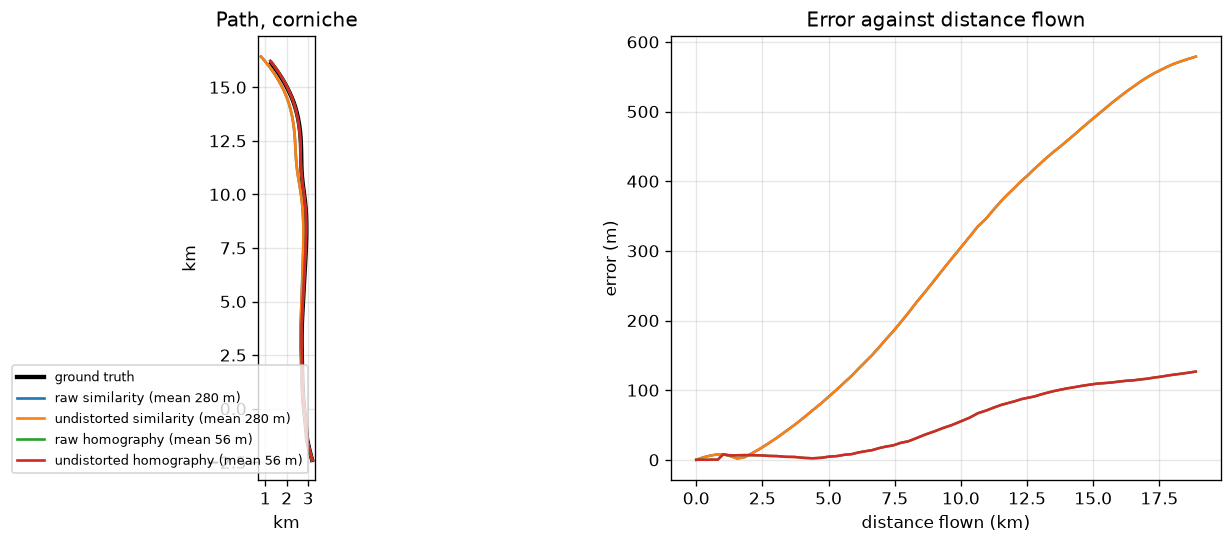 Path, corniche
15.0
12.5
10.0
7.5
5.0
2.5
0.0
km
ground truth
raw similarity (mean 280 m)
undistorted similarity (mean 280 m)
raw homography (mean 56 m)
undistorted homography (mean 56 m)
1 2 3
km
Error against distance flown
600
500
400
300
200
100
0
error (m)
0.0 2.5 5.0 7.5 10.0 12.5 15.0 17.5
distance flown (km)